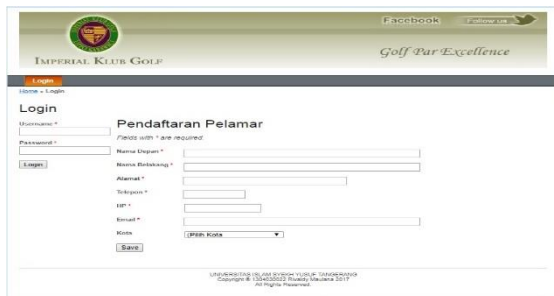 Facebook
Follow us
IMPERIAL KLUB GOLF
Golf Par Excellence
Login
Home » Login
Login
Username *
Password *
Login
Pendaftaran Pelamar
Fields with * are required.
Nama Depan *
Nama Belakang *
Alamat *
Telepon *
HP *
Email *
Kota
(Pilih Kota
Save
UNIVERSITAS ISLAM SYEKH YUSUF TANGERANG
Copyright © 1304030022 Rivaldy Maulana 2017
All Rights Reserved.